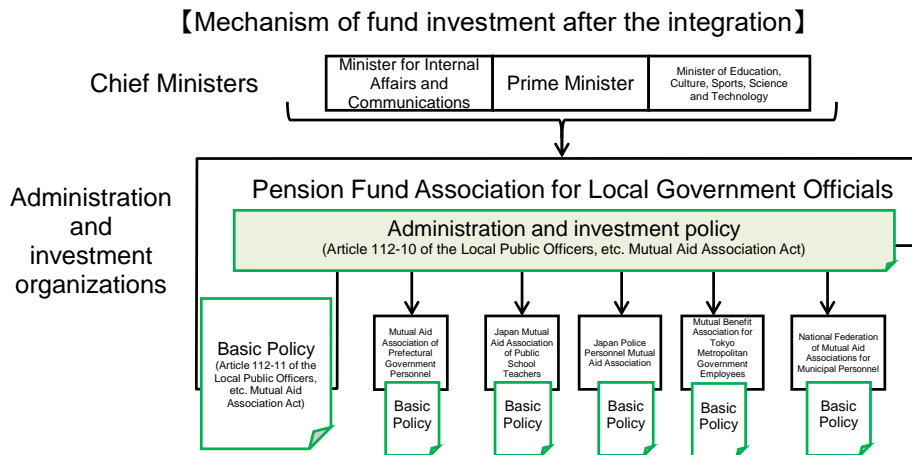 【Mechanism of fund investment after the integration】
Chief Ministers
Minister for Internal
Affairs and
Communications
Prime Minister
Minister of Education,
Culture, Sports, Science
and Technology
Administration
and
investment
organizations
Pension Fund Association for Local Government Officials
Administration and investment policy
(Article 112-10 of the Local Public Officers, etc. Mutual Aid Association Act)
Basic Policy
(Article 112-11 of the
Local Public Officers,
etc. Mutual Aid
Association Act)
Mutual Aid
Association of
Prefectural
Government
Personnel
Basic
Policy
Japan Mutual
Aid Association
of Public
School
Teachers
Basic
Policy
Japan Police
Personnel Mutual
Aid Association
Basic
Policy
Mutual Benefit
Association for
Tokyo
Metropolitan
Government
Employees
Basic
Policy
National Federation
of Mutual Aid
Associations for
Municipal Personnel
Basic
Policy